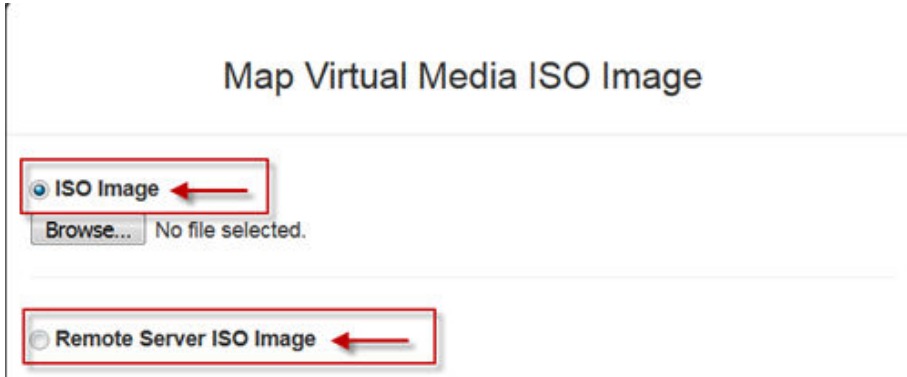 Map Virtual Media ISO Image
ISO Image
Browse... No file selected.
Remote Server ISO Image